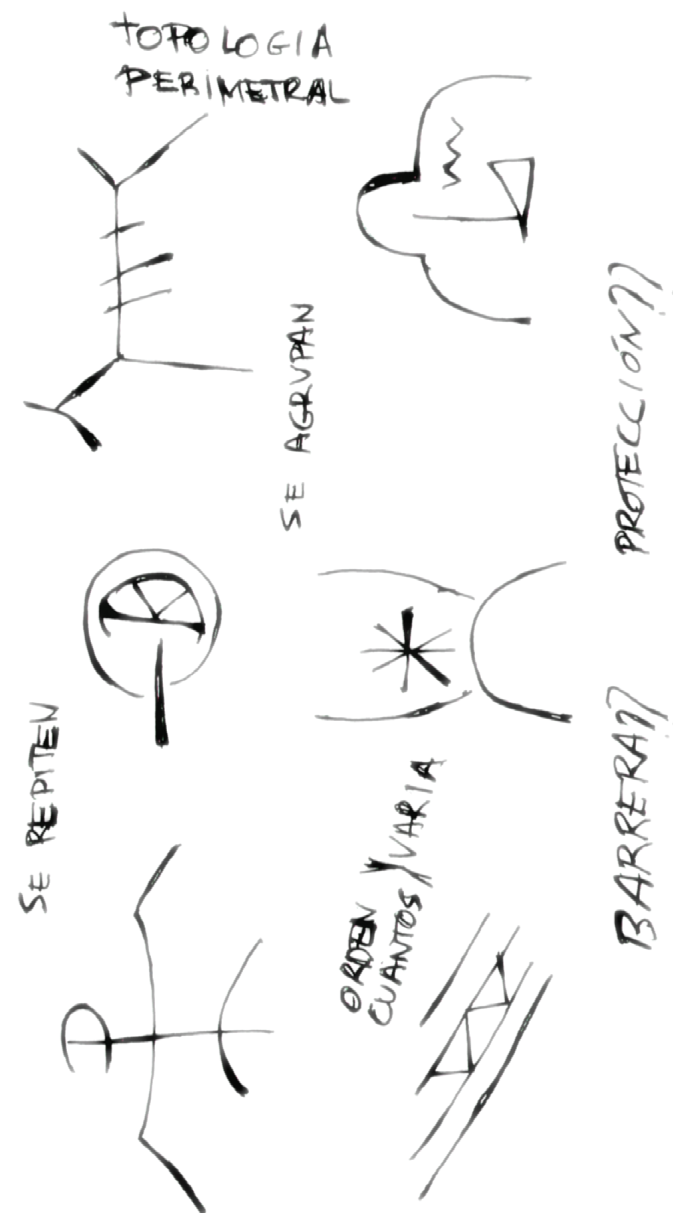 TOPOLOGIA
PERIMETRAL
SE AGRUPAN
PROTECCIÓN??
SE REPITEN
ORDEN Y VARIA
CUANTOS
BARRERA??